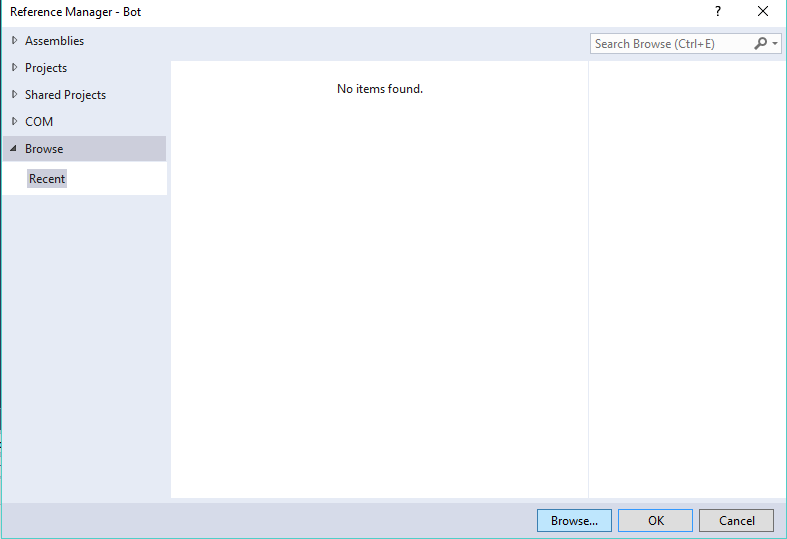 Reference Manager - Bot
?
Assemblies
Search Browse (Ctrl+E)
Projects
No items found.
Shared Projects
COM
Browse
Recent
Browse... OK Cancel